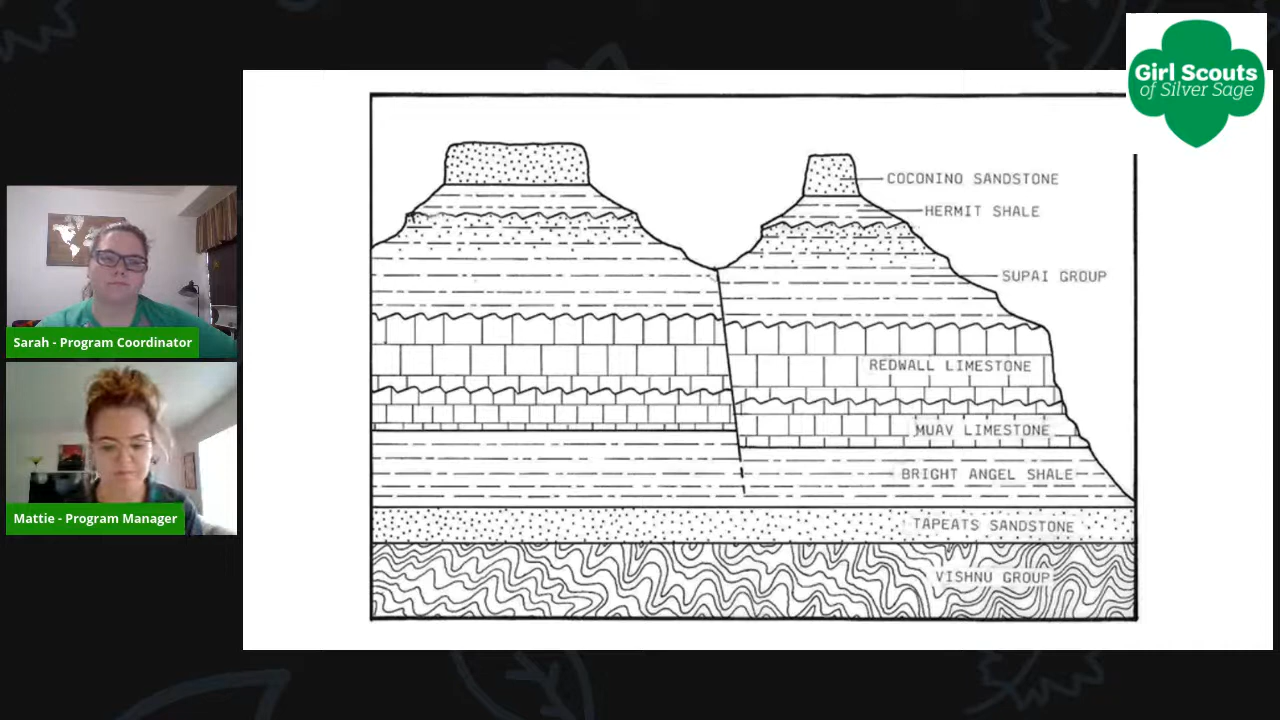 Girl Scouts
of Silver Sage
COCONINO SANDSTONE
HERMIT SHALE
SUPAI GROUP
REDWALL LIMESTONE
MUAV LIMESTONE
BRIGHT ANGEL SHALE
TAPEATS SANDSTONE
VISHNU GROUP
Sarah - Program Coordinator
Mattie - Program Manager